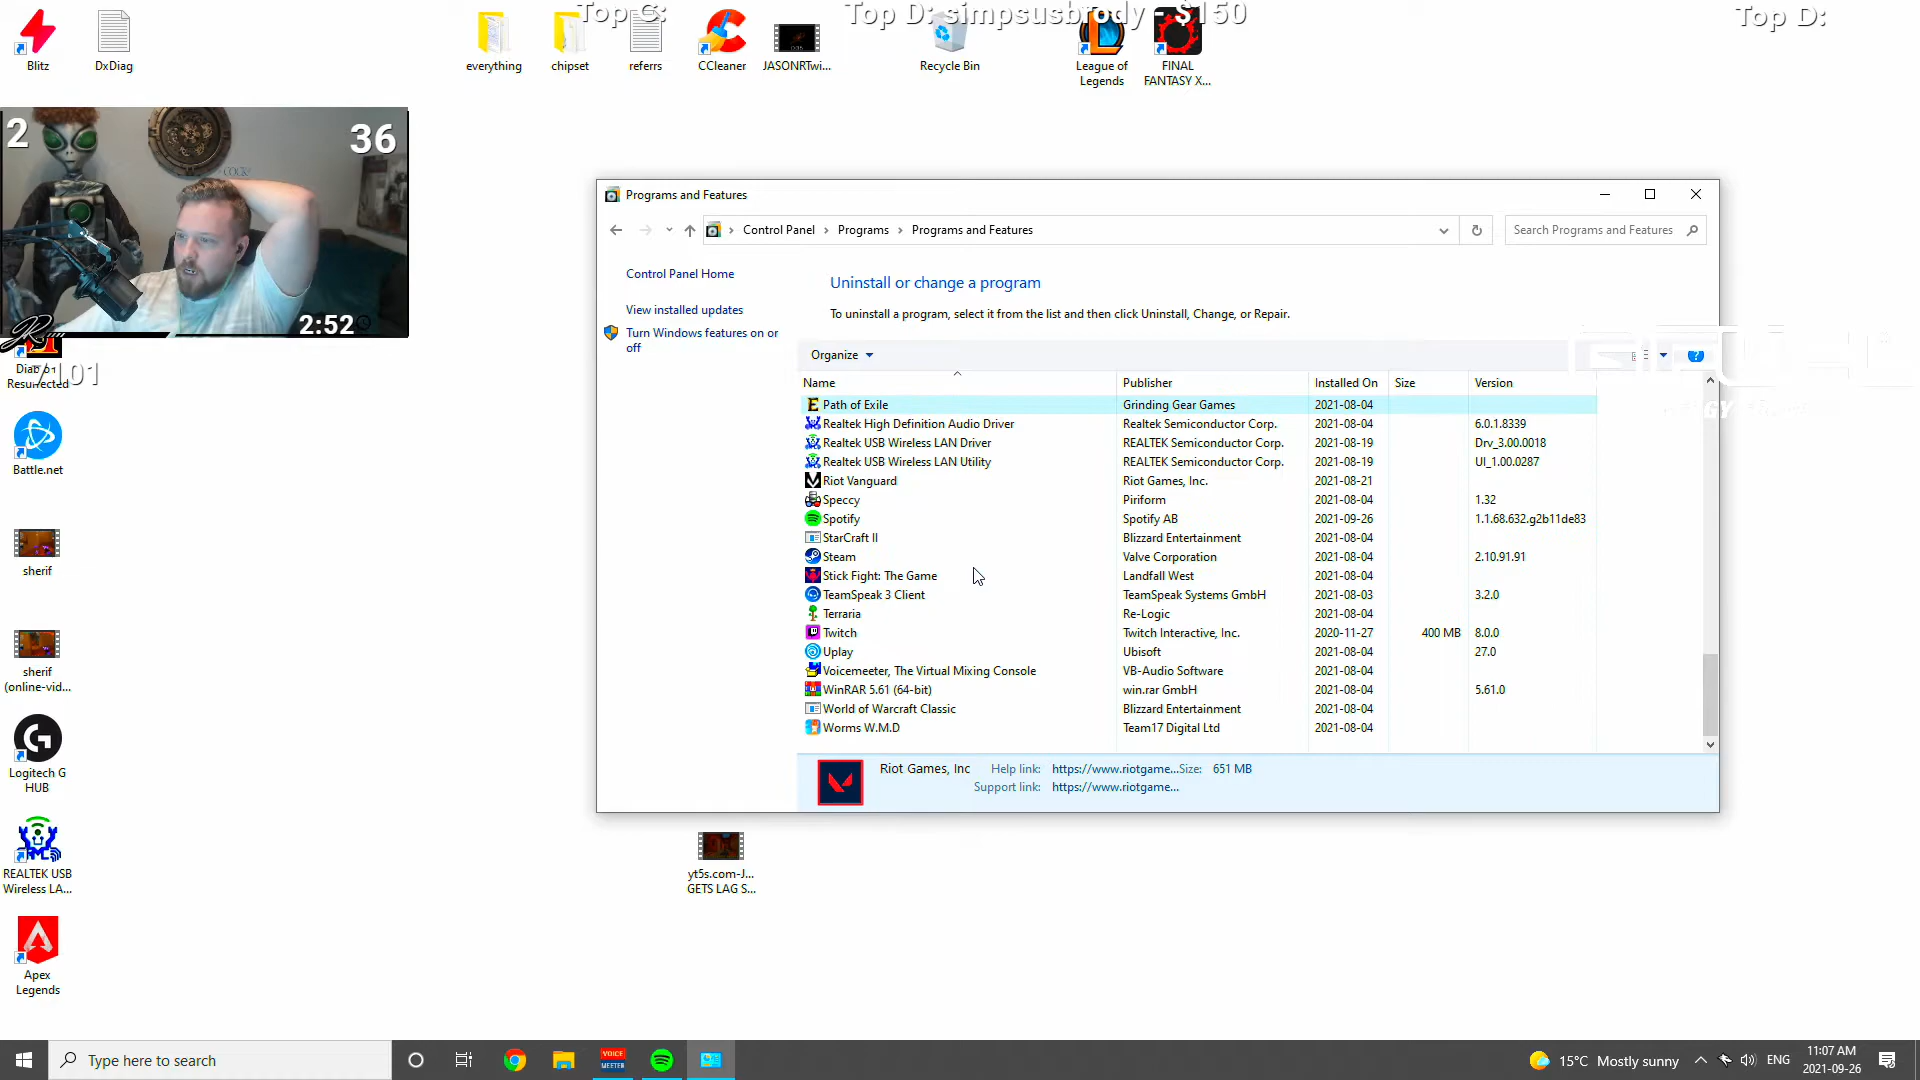 Top C:
Top D: simpsusbrody - $150
Top D:
Blitz
DxDiag
everything
chipset
referrs
CCleaner
JASONRTwi...
Recycle Bin
League of
Legends
FINAL
FANTASY X...
2
36
COCK
2:52
Diablo II
Resurrected
71.01
Battle.net
sherif
sherif
(online-vid...
Logitech G
HUB
REALTEK USB
Wireless LA...
Apex
Legends
yt5s.com-J...
GETS LAG S...
Programs and Features
Control Panel > Programs > Programs and Features
Search Programs and Features
Control Panel Home
View installed updates
Turn Windows features on or
off
Uninstall or change a program
To uninstall a program, select it from the list and then click Uninstall, Change, or Repair.
Organize
Name Publisher Installed On Size Version
Path of Exile Grinding Gear Games 2021-08-04
Realtek High Definition Audio Driver Realtek Semiconductor Corp. 2021-08-04 6.0.1.8339
Realtek USB Wireless LAN Driver REALTEK Semiconductor Corp. 2021-08-19 Drv_3.00.0018
Realtek USB Wireless LAN Utility REALTEK Semiconductor Corp. 2021-08-19 UI_1.00.0287
Riot Vanguard Riot Games, Inc. 2021-08-21
Speccy Piriform 2021-08-04 1.32
Spotify Spotify AB 2021-09-26 1.1.68.632.g2b11de83
StarCraft II Blizzard Entertainment 2021-08-04
Steam Valve Corporation 2021-08-04 2.10.91.91
Stick Fight: The Game Landfall West 2021-08-04
TeamSpeak 3 Client TeamSpeak Systems GmbH 2021-08-03 3.2.0
Terraria Re-Logic 2021-08-04
Twitch Twitch Interactive, Inc. 2020-11-27 400 MB 8.0.0
Uplay Ubisoft 2021-08-04 27.0
Voicemeeter, The Virtual Mixing Console VB-Audio Software 2021-08-04
WinRAR 5.61 (64-bit) win.rar GmbH 2021-08-04 5.61.0
World of Warcraft Classic Blizzard Entertainment 2021-08-04
Worms W.M.D Team17 Digital Ltd 2021-08-04
Riot Games, Inc Help link: https://www.riotgame... Size: 651 MB
Support link: https://www.riotgame...
Type here to search
VOICE
MEETER
15°C Mostly sunny
ENG
11:07 AM
2021-09-26